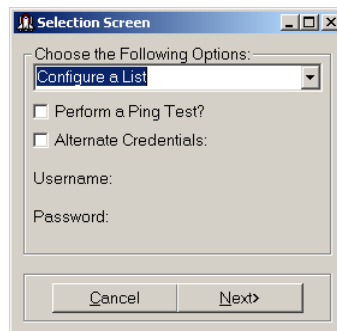 Selection Screen
Choose the Following Options:
Configure a List
Perform a Ping Test?
Alternate Credentials:
Username:
Password:
Cancel
Next>